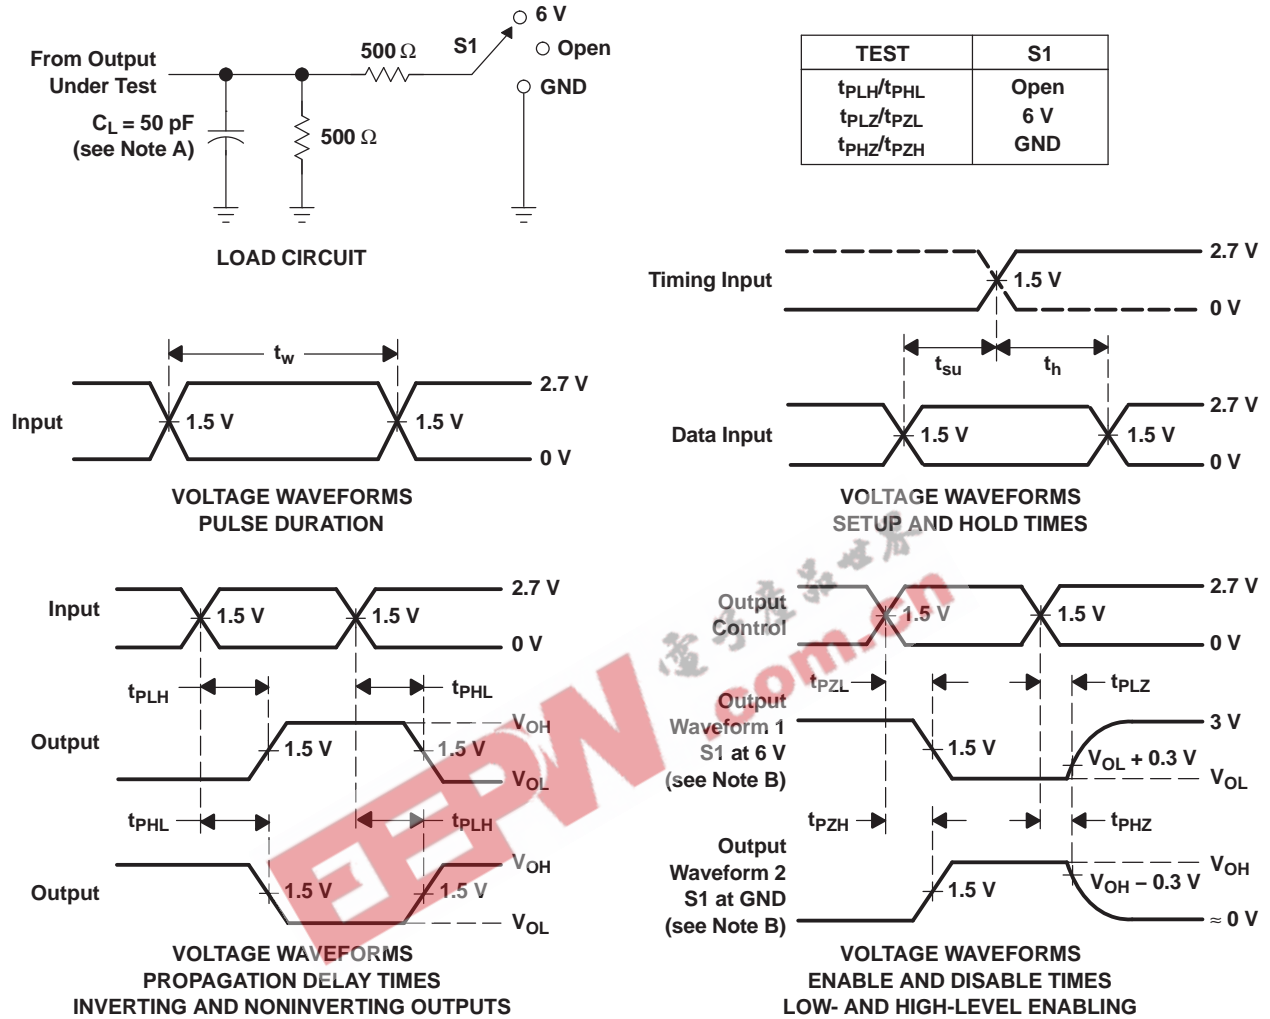 6 V
Open
GND
S1
500 Ω
From Output
Under Test
CL = 50 pF
(see Note A)
500 Ω
LOAD CIRCUIT
TEST S1
tPLH/tPHL Open
tPLZ/tPZL 6 V
tPHZ/tPZH GND
Timing Input
1.5 V
2.7 V
0 V
tsu
th
Data Input
1.5 V
1.5 V
2.7 V
0 V
VOLTAGE WAVEFORMS
SETUP AND HOLD TIMES
tw
Input
1.5 V
1.5 V
2.7 V
0 V
VOLTAGE WAVEFORMS
PULSE DURATION
Input
1.5 V
1.5 V
2.7 V
0 V
tPLH
tPHL
Output
1.5 V
1.5 V
VOH
VOL
tPHL
tPLH
Output
1.5 V
1.5 V
VOH
VOL
VOLTAGE WAVEFORMS
PROPAGATION DELAY TIMES
INVERTING AND NONINVERTING OUTPUTS
Output
Control
1.5 V
1.5 V
2.7 V
0 V
tPZL
tPLZ
Output
Waveform 1
S1 at 6 V
(see Note B)
1.5 V
VOL + 0.3 V
3 V
VOL
tPZH
tPHZ
Output
Waveform 2
S1 at GND
(see Note B)
1.5 V
VOH – 0.3 V
VOH
≈ 0 V
VOLTAGE WAVEFORMS
ENABLE AND DISABLE TIMES
LOW- AND HIGH-LEVEL ENABLING
EEPW.com.cn
電子產品世界